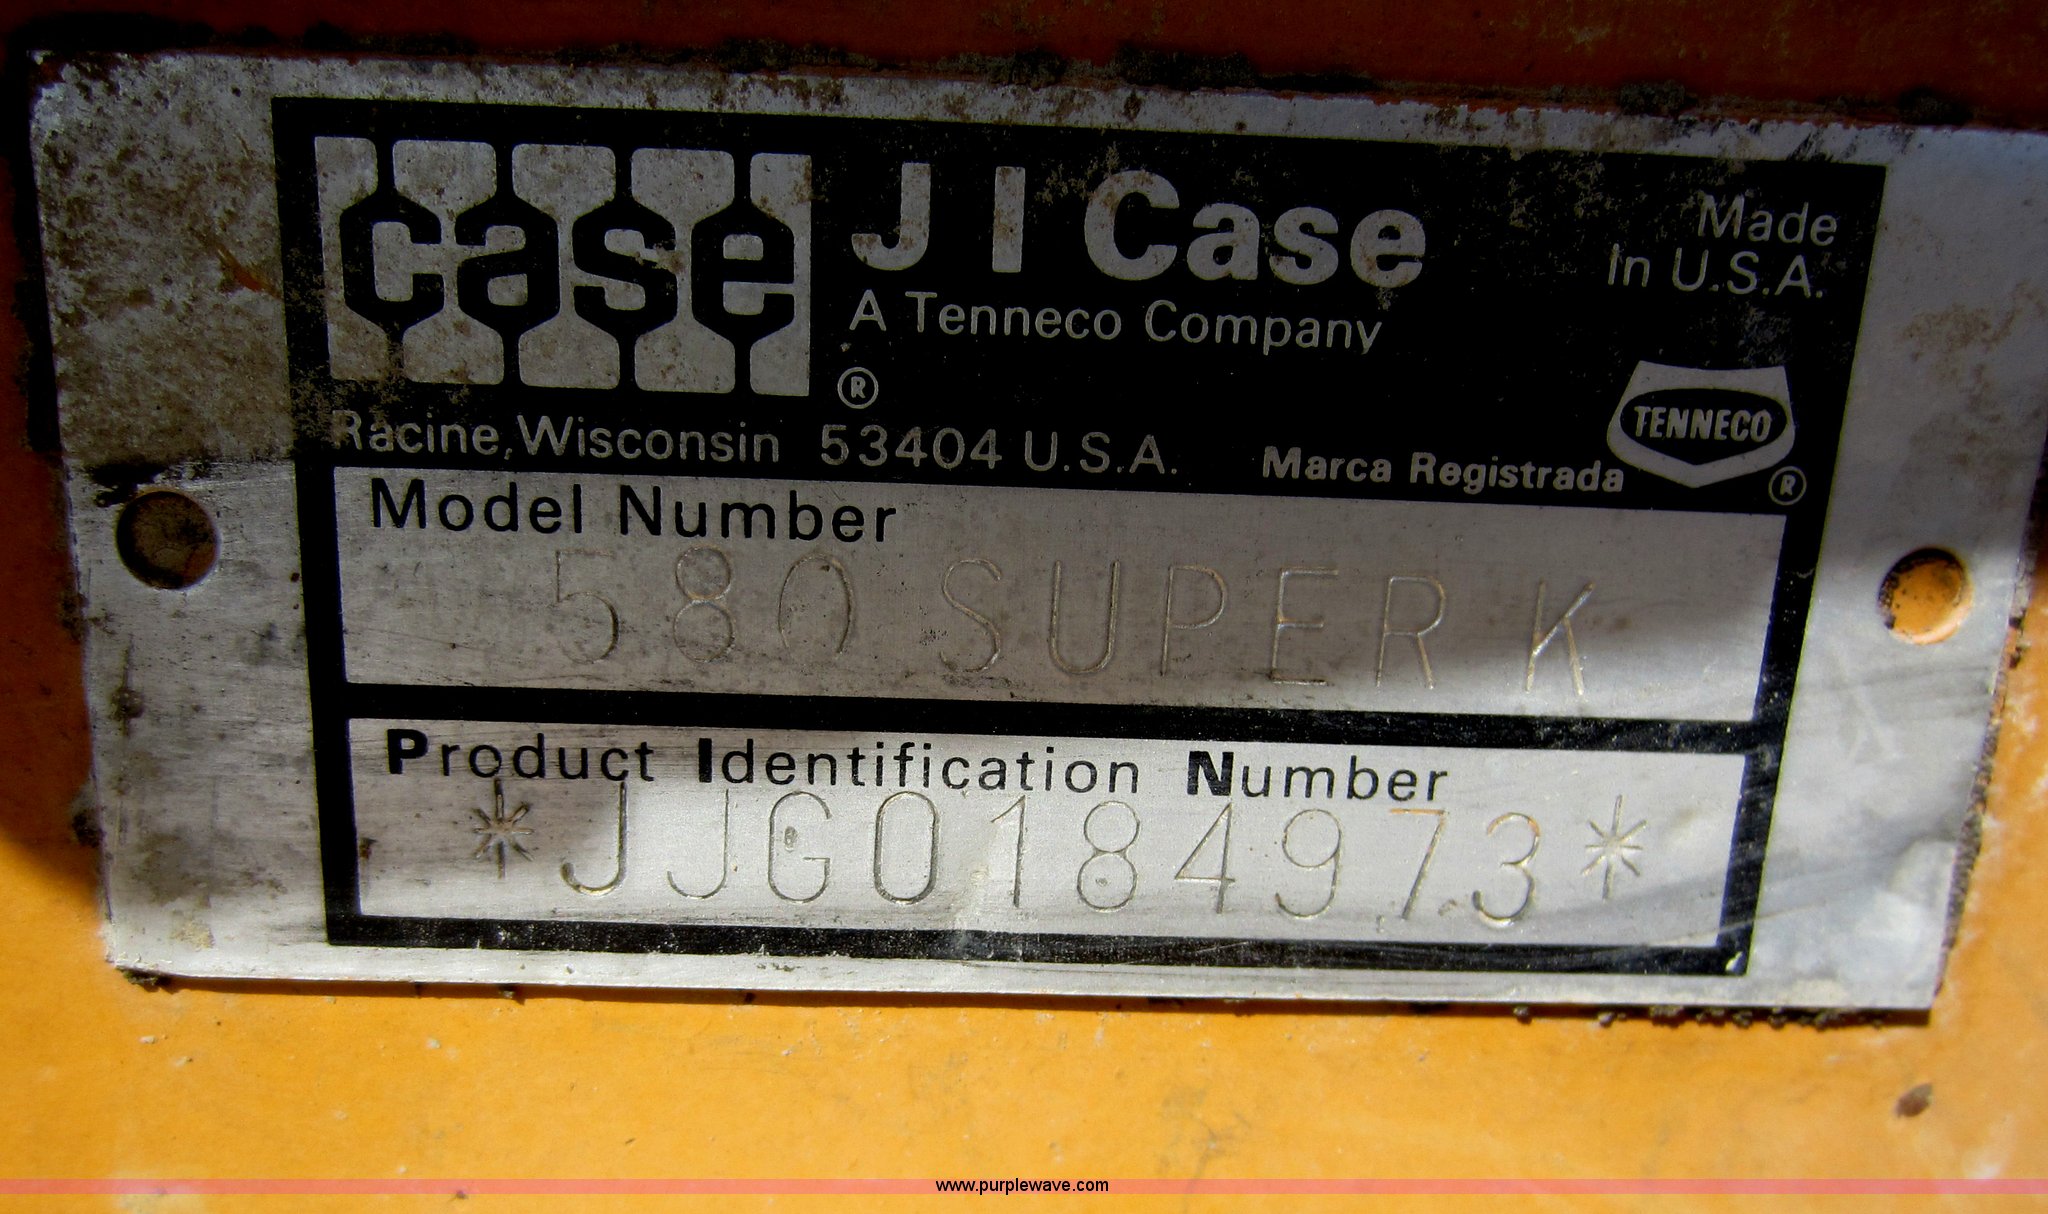 case
J I Case
Made
In U.S.A.
A Tenneco Company
®
TENNECO
Racine, Wisconsin 53404 U.S.A.
Marca Registrada
®
Model Number
580 SUPER K
Product Identification Number
*JJG0184973*
www.purplewave.com